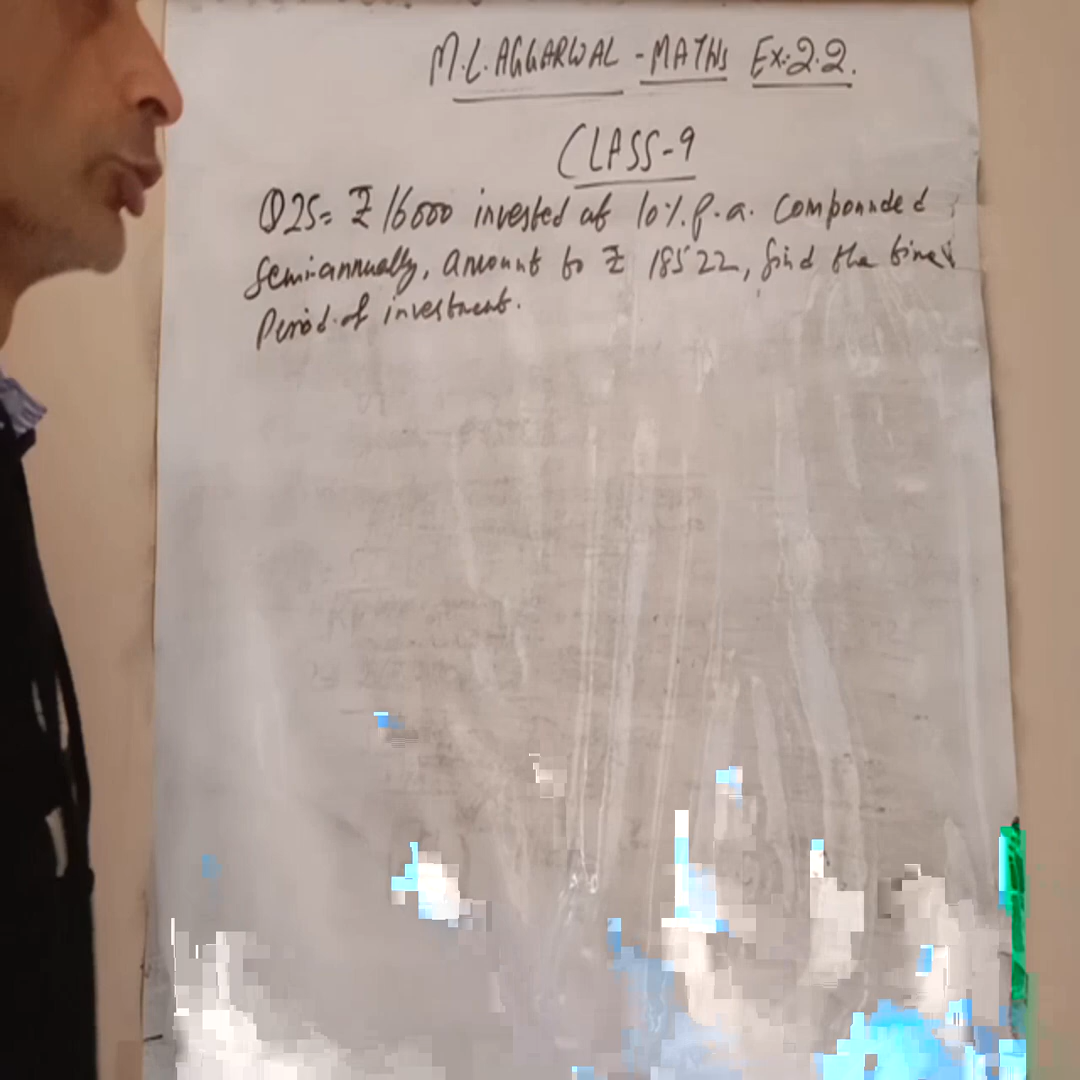 M.L.AGGARWAL - MATHS Ex:2.2.
CLASS-9
Q25= ₹ 16000 invested at 10%.p.a. compounded
semi-annually, amount to ₹ 18522, find the time
Period of investment.